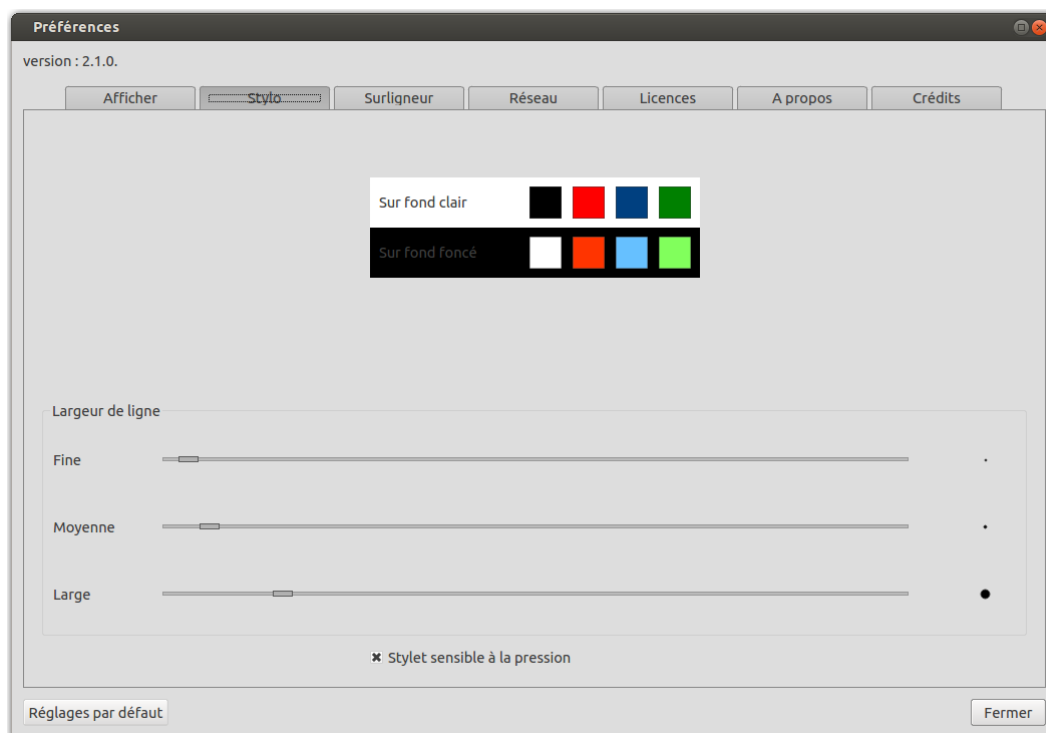 Préférences
version : 2.1.0.
Afficher Stylo Surligneur Réseau Licences A propos Crédits
Sur fond clair
Sur fond foncé
Largeur de ligne
Fine
Moyenne
Large
Stylet sensible à la pression
Réglages par défaut Fermer